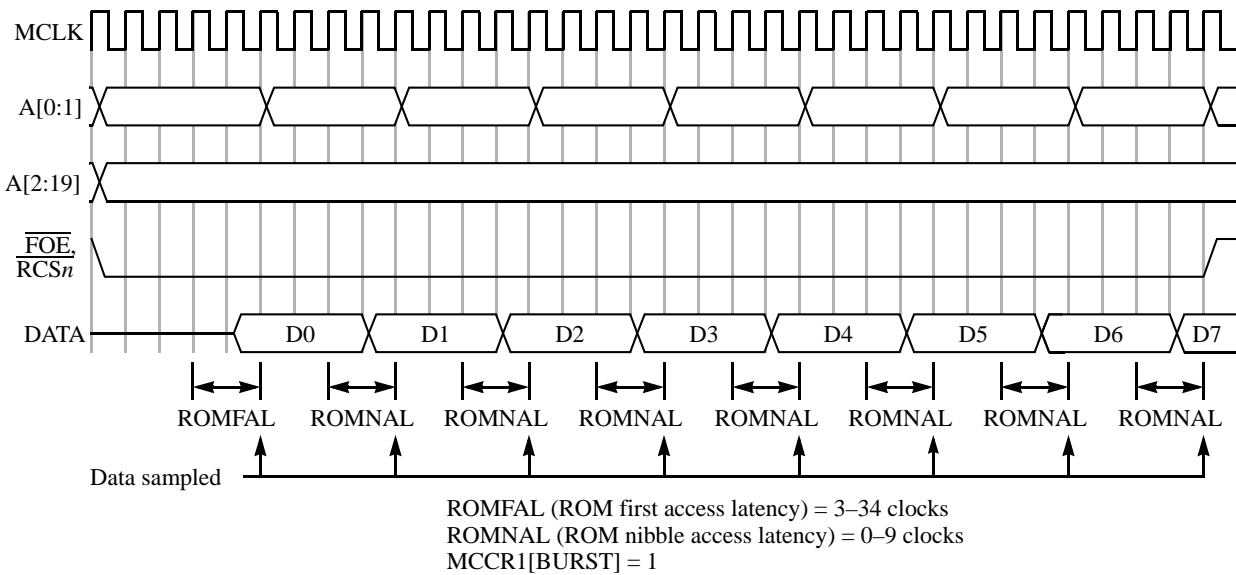 MCLK
A[0:1]
A[2:19]
FOE,
RCSn
DATA
D0 D1 D2 D3 D4 D5 D6 D7
ROMFAL ROMNAL ROMNAL ROMNAL ROMNAL ROMNAL ROMNAL ROMNAL
Data sampled
ROMFAL (ROM first access latency) = 3–34 clocks
ROMNAL (ROM nibble access latency) = 0–9 clocks
MCCR1[BURST] = 1